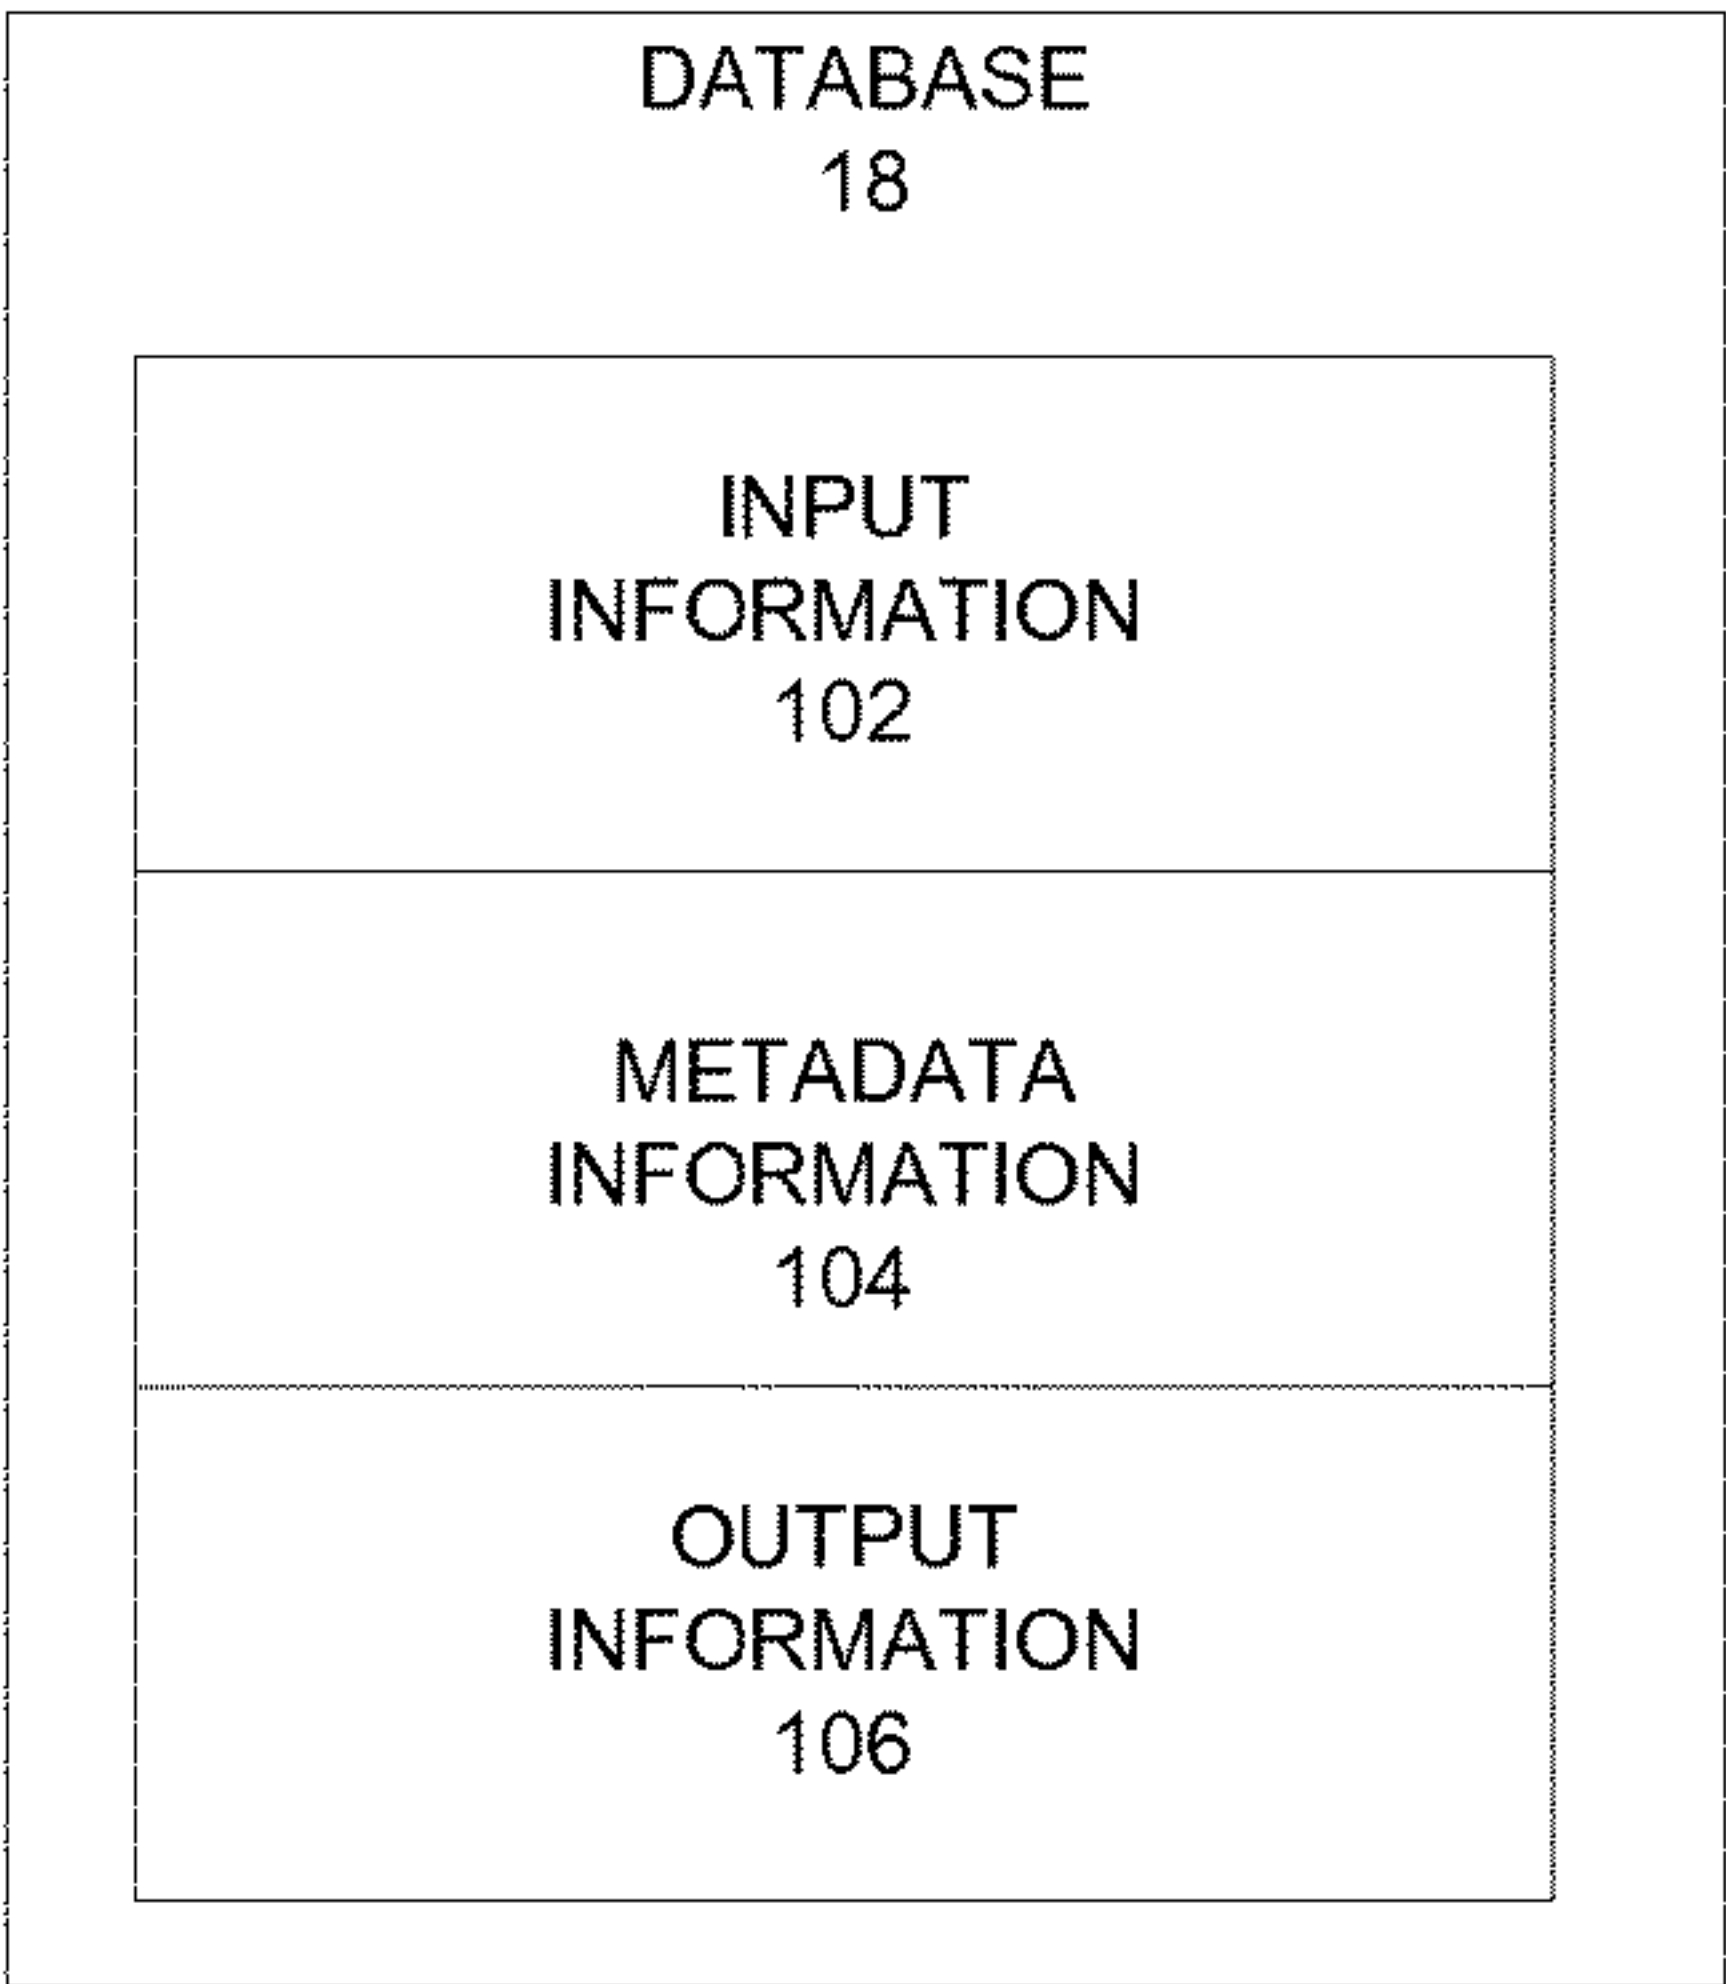 DATABASE
18
INPUT
INFORMATION
102
METADATA
INFORMATION
104
OUTPUT
INFORMATION
106